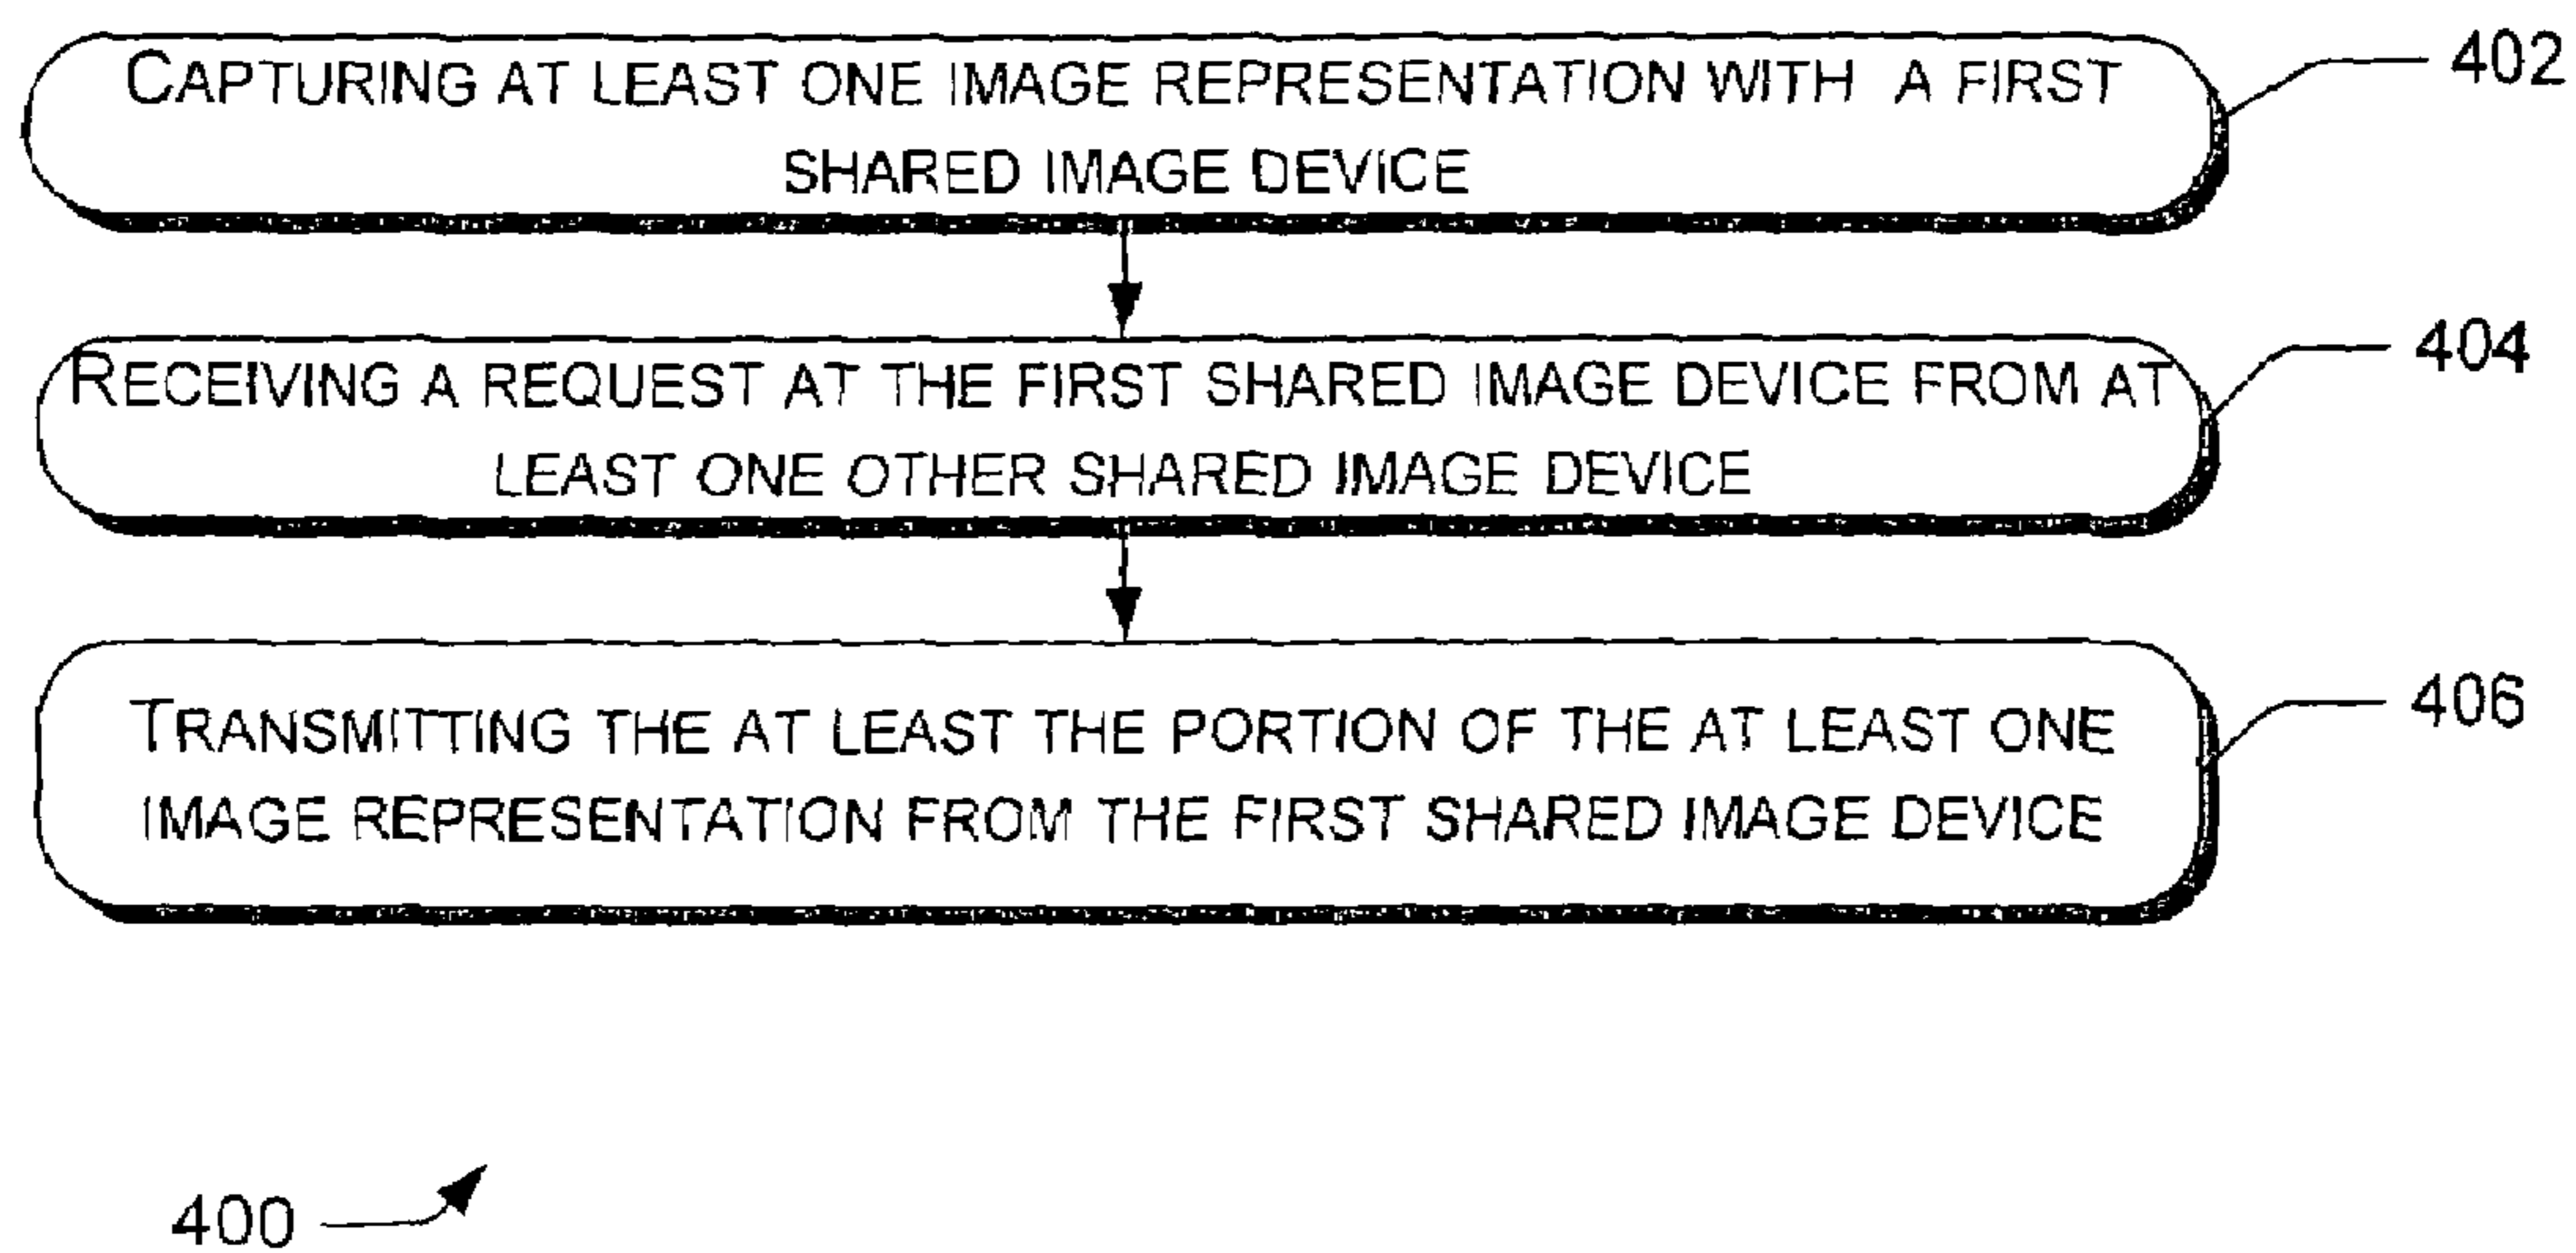 CAPTURING AT LEAST ONE IMAGE REPRESENTATION WITH A FIRST
SHARED IMAGE DEVICE
402
RECEIVING A REQUEST AT THE FIRST SHARED IMAGE DEVICE FROM AT
LEAST ONE OTHER SHARED IMAGE DEVICE
404
TRANSMITTING THE AT LEAST THE PORTION OF THE AT LEAST ONE
IMAGE REPRESENTATION FROM THE FIRST SHARED IMAGE DEVICE
406
400